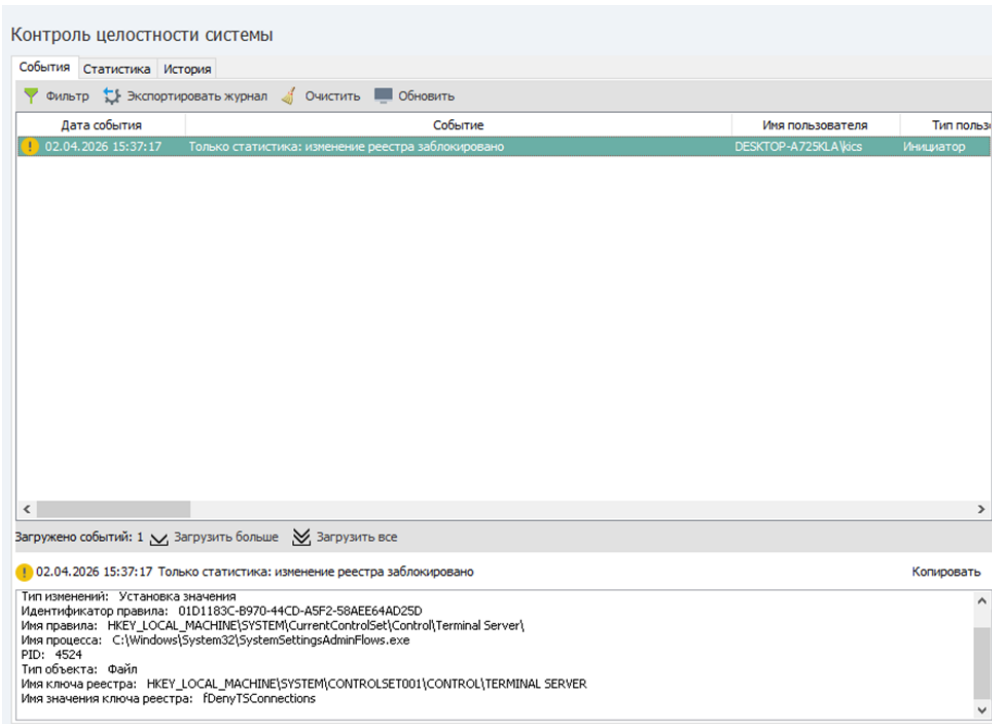 Контроль целостности системы
События Статистика История
Фильтр Экспортировать журнал Очистить Обновить
Дата события Событие Имя пользователя Тип польз
02.04.2026 15:37:17 Только статистика: изменение реестра заблокировано DESKTOP-A725KLA\kics Инициатор
Загружено событий: 1 Загрузить больше Загрузить все
02.04.2026 15:37:17 Только статистика: изменение реестра заблокировано Копировать
Тип изменений: Установка значения
Идентификатор правила: 01D1183C-B970-44CD-A5F2-58AEE64AD25D
Имя правила: HKEY_LOCAL_MACHINE\SYSTEM\CurrentControlSet\Control\Terminal Server\
Имя процесса: C:\Windows\System32\SystemSettingsAdminFlows.exe
PID: 4524
Тип объекта: Файл
Имя ключа реестра: HKEY_LOCAL_MACHINE\SYSTEM\CONTROLSET001\CONTROL\TERMINAL SERVER
Имя значения ключа реестра: fDenyTSConnections